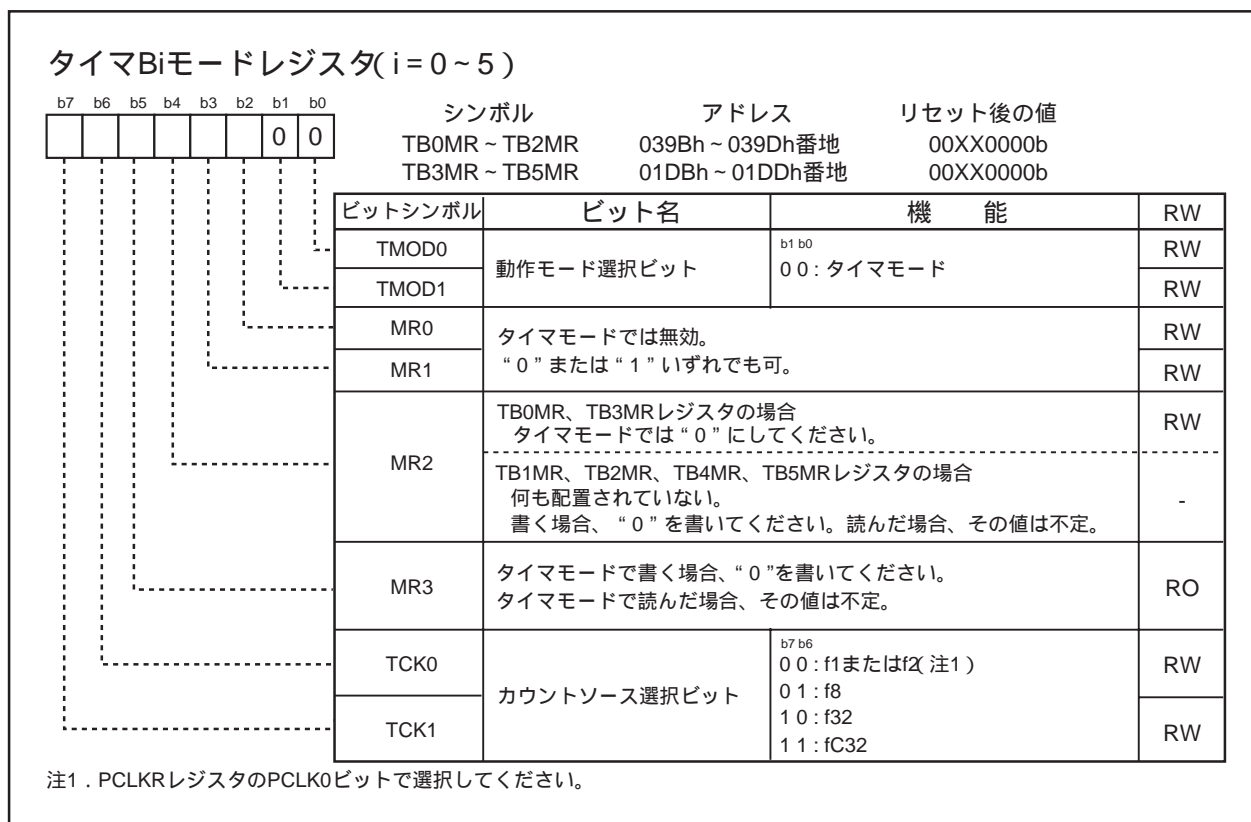 タイマBiモードレジスタ( i = 0 ~ 5 )
b7 b6 b5 b4 b3 b2 b1 b0
0 0
シンボル アドレス リセット後の値
TB0MR ~ TB2MR 039Bh ~ 039Dh番地 00XX0000b
TB3MR ~ TB5MR 01DBh ~ 01DDh番地 00XX0000b
ビットシンボル ビット名 機 能 RW
TMOD0 RW
動作モード選択ビット
b1 b0
0 0 : タイマモード
TMOD1 RW
MR0 RW
タイマモードでは無効。
“ 0 ” または “ 1 ” いずれでも可。
MR1 RW
MR2
TB0MR、TB3MRレジスタの場合
タイマモードでは “ 0 ” にしてください。
RW
TB1MR、TB2MR、TB4MR、TB5MRレジスタの場合
何も配置されていない。
書く場合、 “ 0 ” を書いてください。読んだ場合、その値は不定。
-
MR3
タイマモードで書く場合、“ 0 ”を書いてください。
タイマモードで読んだ場合、その値は不定。
RO
TCK0 RW
カウントソース選択ビット
b7 b6
0 0 : f1またはf2( 注1 )
0 1 : f8
1 0 : f32
1 1 : fC32
TCK1 RW
注1 . PCLKRレジスタのPCLK0ビットで選択してください。